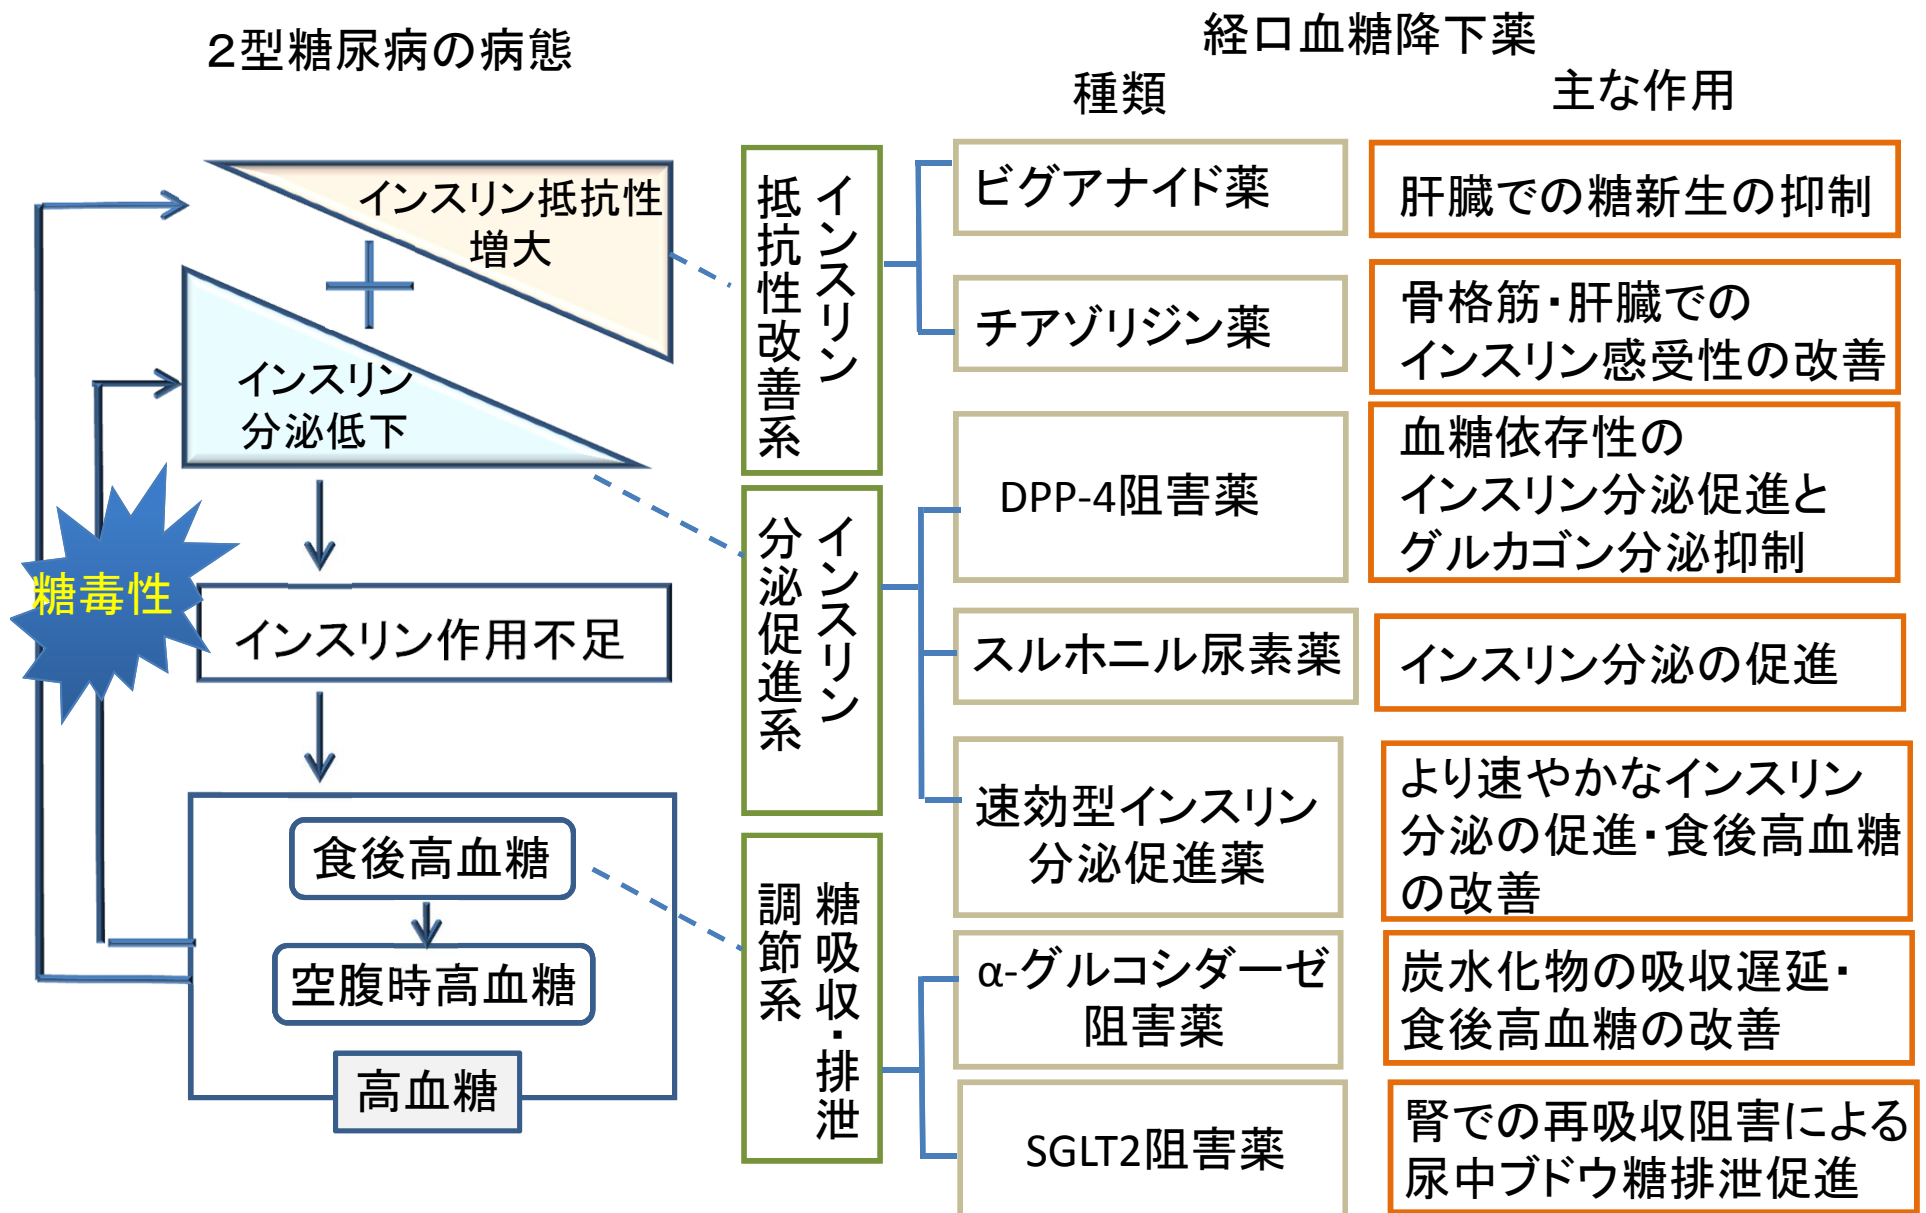 2型糖尿病の病態
経口血糖降下薬
種類
主な作用
インスリン抵抗性
増大
インスリン
分泌低下
糖毒性
インスリン作用不足
食後高血糖
空腹時高血糖
高血糖
インスリン
抵抗性改善系
インスリン
分泌促進系
糖吸収・排泄
調節系
ビグアナイド薬
肝臓での糖新生の抑制
チアゾリジン薬
骨格筋・肝臓での
インスリン感受性の改善
DPP-4阻害薬
血糖依存性の
インスリン分泌促進と
グルカゴン分泌抑制
スルホニル尿素薬
インスリン分泌の促進
速効型インスリン
分泌促進薬
より速やかなインスリン
分泌の促進・食後高血糖
の改善
α-グルコシダーゼ
阻害薬
炭水化物の吸収遅延・
食後高血糖の改善
SGLT2阻害薬
腎での再吸収阻害による
尿中ブドウ糖排泄促進